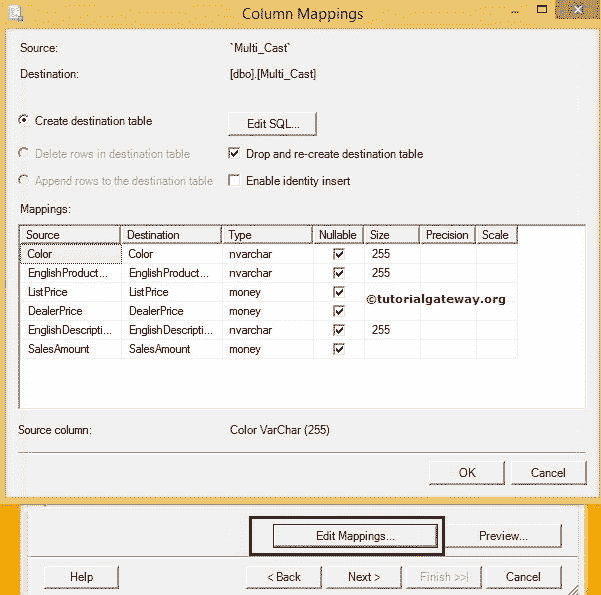 Column Mappings
Source: `Multi_Cast`
Destination: [dbo].[Multi_Cast]
Create destination table Edit SQL...
Delete rows in destination table Drop and re-create destination table
Append rows to the destination table Enable identity insert
Mappings:
Source Destination Type Nullable Size Precision Scale
Color Color nvarchar 255
EnglishProduct... EnglishProduct... nvarchar 255
ListPrice ListPrice money
©tutorialgateway.org
DealerPrice DealerPrice money
EnglishDescripti... EnglishDescripti... nvarchar 255
SalesAmount SalesAmount money
Source column: Color VarChar (255)
OK Cancel
Edit Mappings... Preview...
Help < Back Next > Finish >>| Cancel